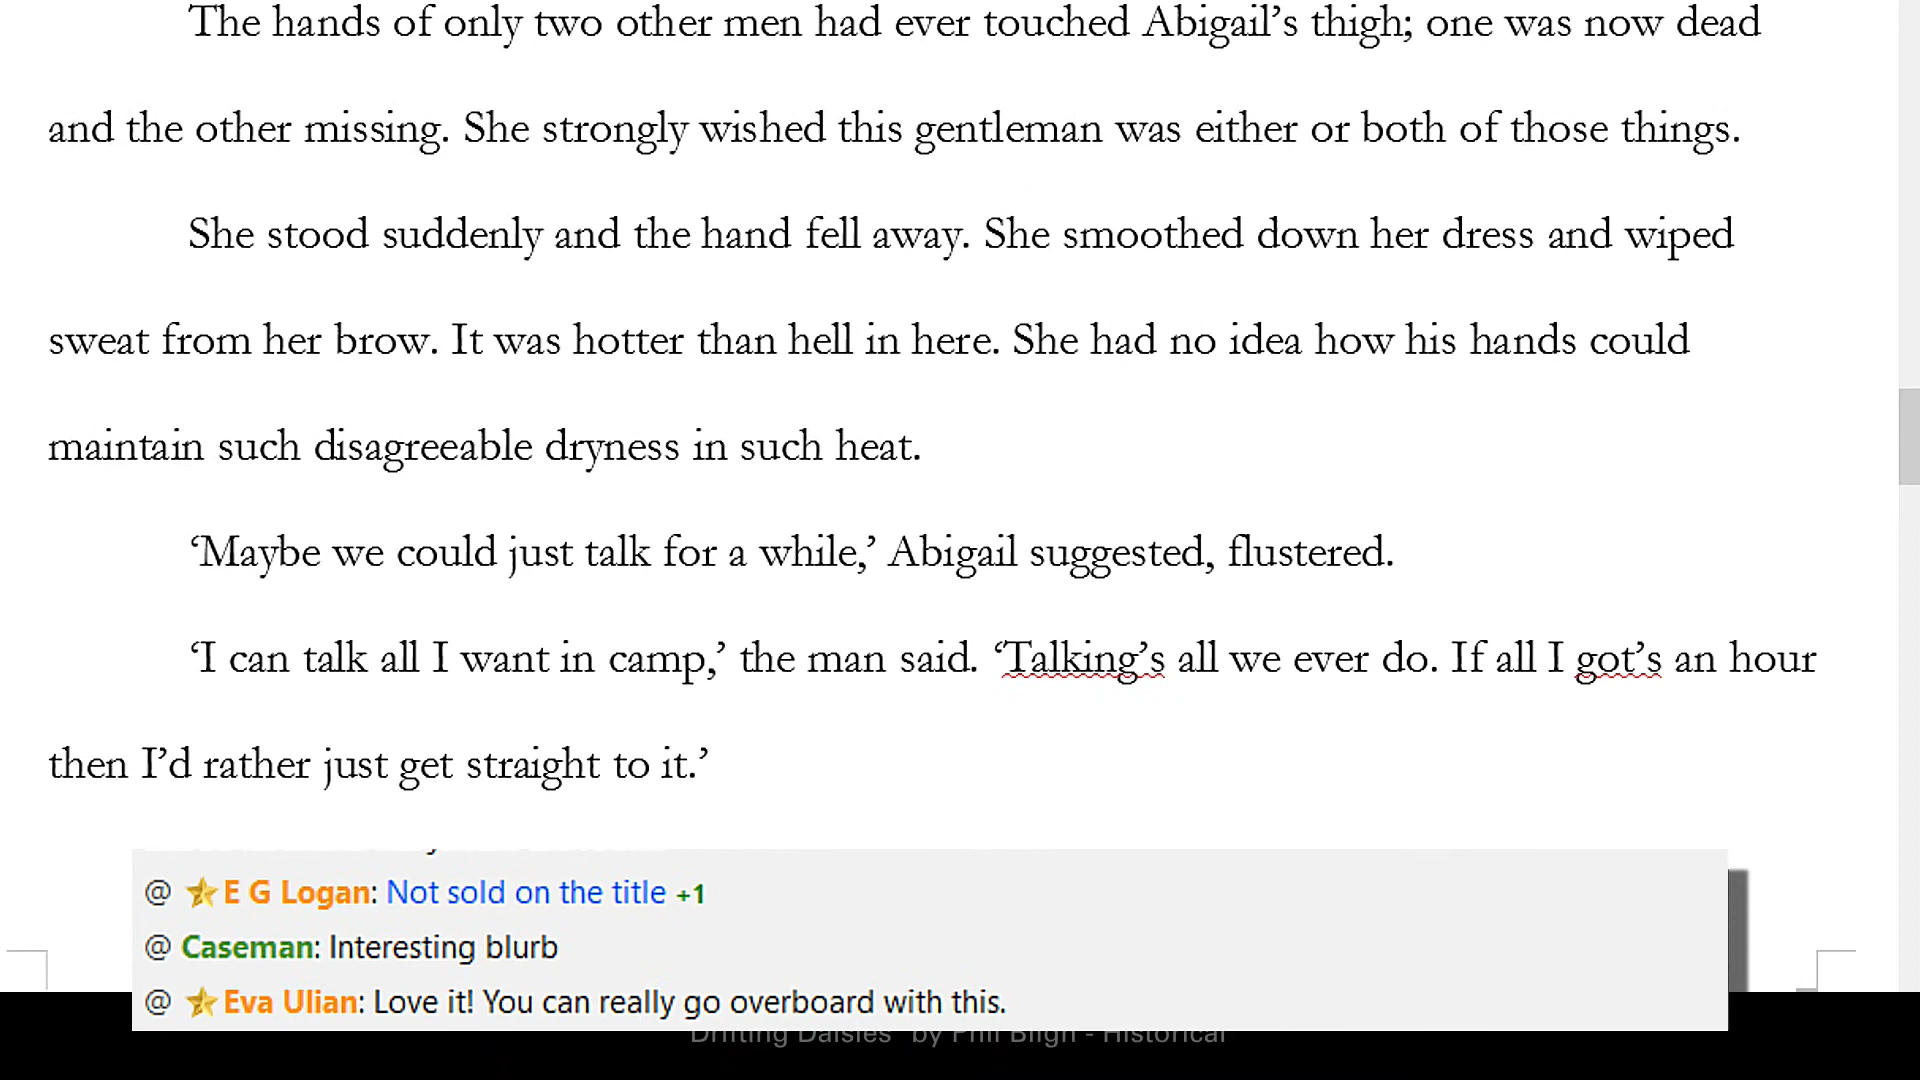 The hands of only two other men had ever touched Abigail’s thigh; one was now dead
and the other missing. She strongly wished this gentleman was either or both of those things.
She stood suddenly and the hand fell away. She smoothed down her dress and wiped
sweat from her brow. It was hotter than hell in here. She had no idea how his hands could
maintain such disagreeable dryness in such heat.
‘Maybe we could just talk for a while,’ Abigail suggested, flustered.
‘I can talk all I want in camp,’ the man said. ‘Talking’s all we ever do. If all I got’s an hour
then I’d rather just get straight to it.’
@ E G Logan: Not sold on the title +1
@ Caseman: Interesting blurb
@ Eva Ulian: Love it! You can really go overboard with this.
Drifting Daisies" by Phil Bligh - Historical